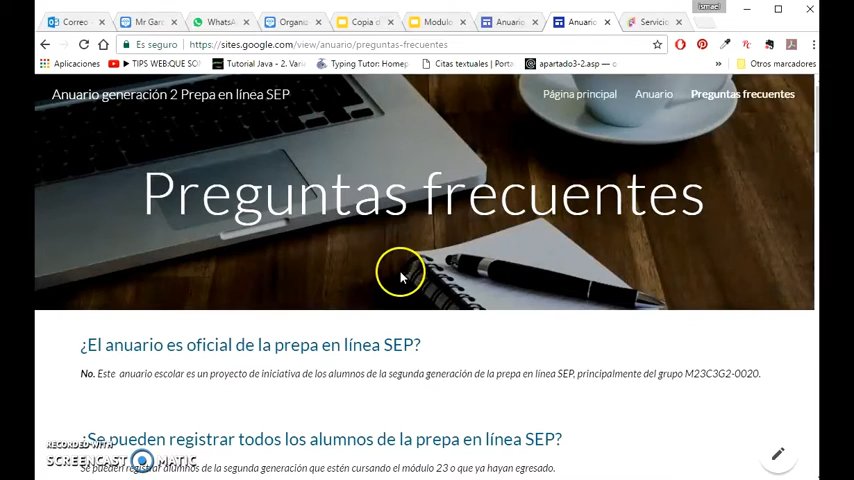 Ismael
Correo
Mr Gar
WhatsA
Organiz
Copia d
Modulo
Anuario
Anuario
Servicio
Es seguro
https://sites.google.com/view/anuario/preguntas-frecuentes
Aplicaciones
TIPS WEB:QUE SO
Tutorial Java - 2. Vari
Typing Tutor: Homep
Citas textuales | Porta
apartado3-2.asp —
Otros marcadores
Anuario generación 2 Prepa en línea SEP
Página principal
Anuario
Preguntas frecuentes
Preguntas frecuentes
¿El anuario es oficial de la prepa en línea SEP?
No. Este anuario escolar es un proyecto de iniciativa de los alumnos de la segunda generación de la prepa en línea SEP, principalmente del grupo M23C3G2-0020.
¿Se pueden registrar todos los alumnos de la prepa en línea SEP?
Se pueden registrar alumnos de la segunda generación que estén cursando el módulo 23 o que ya hayan egresado.
RECORDED WITH
SCREENCAST MATIC